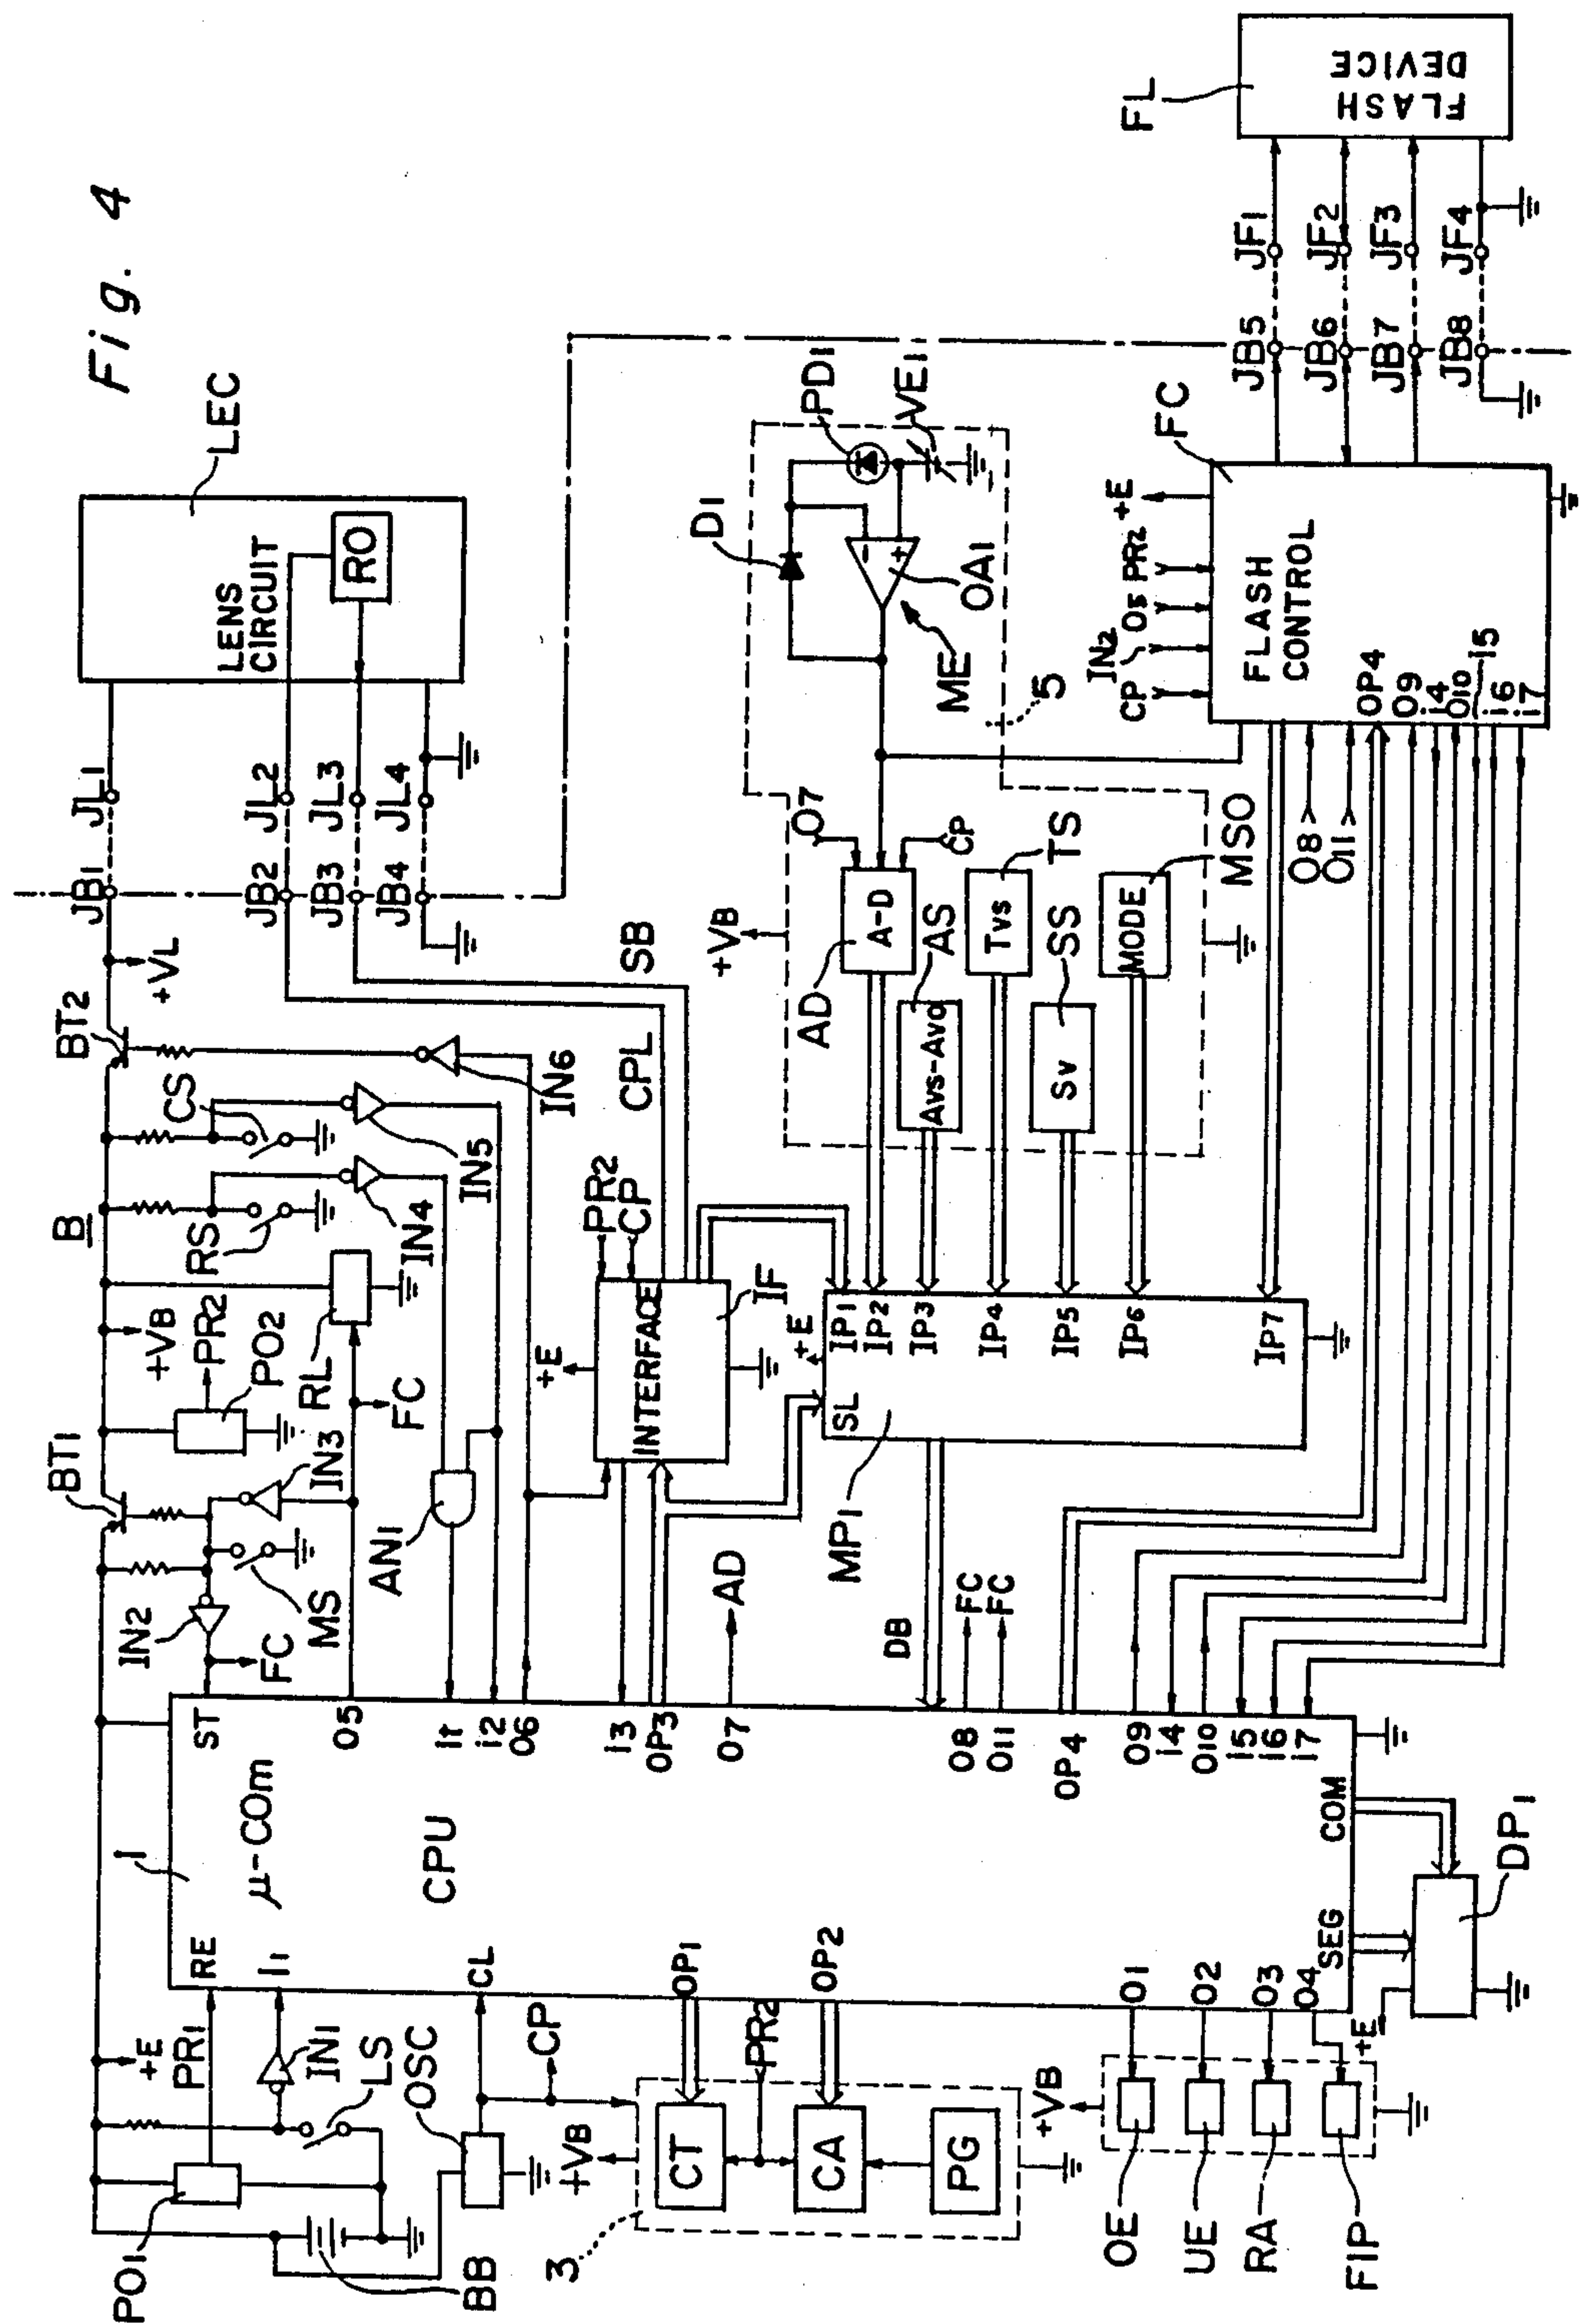 Fig. 4
LEC
LENS
CIRCUIT
RO
JL1
JL2
JL3
JL4
JB1
JB2
JB3
JB4
+VL
BT2
SB
CPL
CS
IN6
IN5
B
RS
IN4
PR2
CP
RL
+VB
PR2
PO2
FC
+E
INTERFACE
IF
BT1
IN3
AN1
MS
IN2
FC
AD
ST
O5
i1
i2
O6
i3
OP3
O7
O8
O11
OP4
O9
i4
O10
i5
i6
i7
1
μ-COm
CPU
RE
I1
CL
OP1
OP2
O1
O2
O3
O4
SEG
COM
DP1
+E
+E
PR1
IN1
LS
OSC
CP
PO1
BB
+VB
CT
PR2
CA
PG
3
+VB
OE
UE
RA
FIP
FL
FLASH
DEVICE
JF1
JF2
JF3
JF4
JB5
JB6
JB7
JB8
PD1
VE1
D1
-
+
OA1
ME
5
FC
+E
PR2
O5
IN2
CP
FLASH
CONTROL
OP4
O9
i4
O10
i5
i6
i7
O7
CP
+VB
A-D
AD
AS
Avs-Avo
TS
Tvs
SS
Sv
MODE
MSO
O8
O11
+E
SL
IP1
IP2
IP3
IP4
IP5
IP6
IP7
MP1
DB
FC
FC